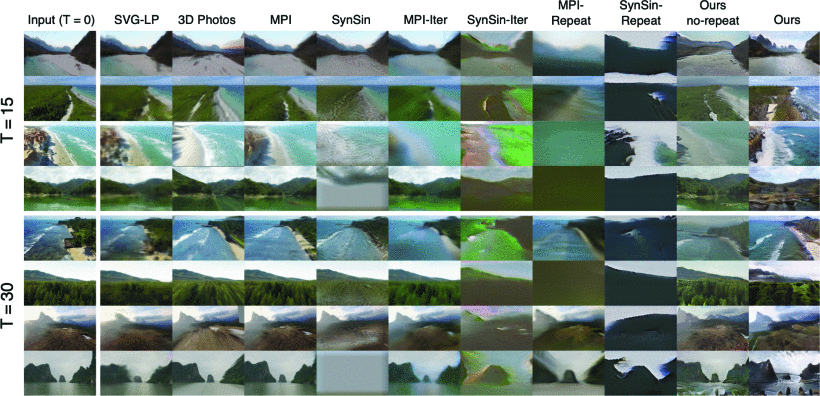 MPI-
SynSin-
Ours
Input (T = 0)
SVG-LP
3D Photos
MPI
SynSin
MPI-Iter
SynSin-Iter
Repeat
Repeat
no-repeat
Ours
T = 15
T = 30